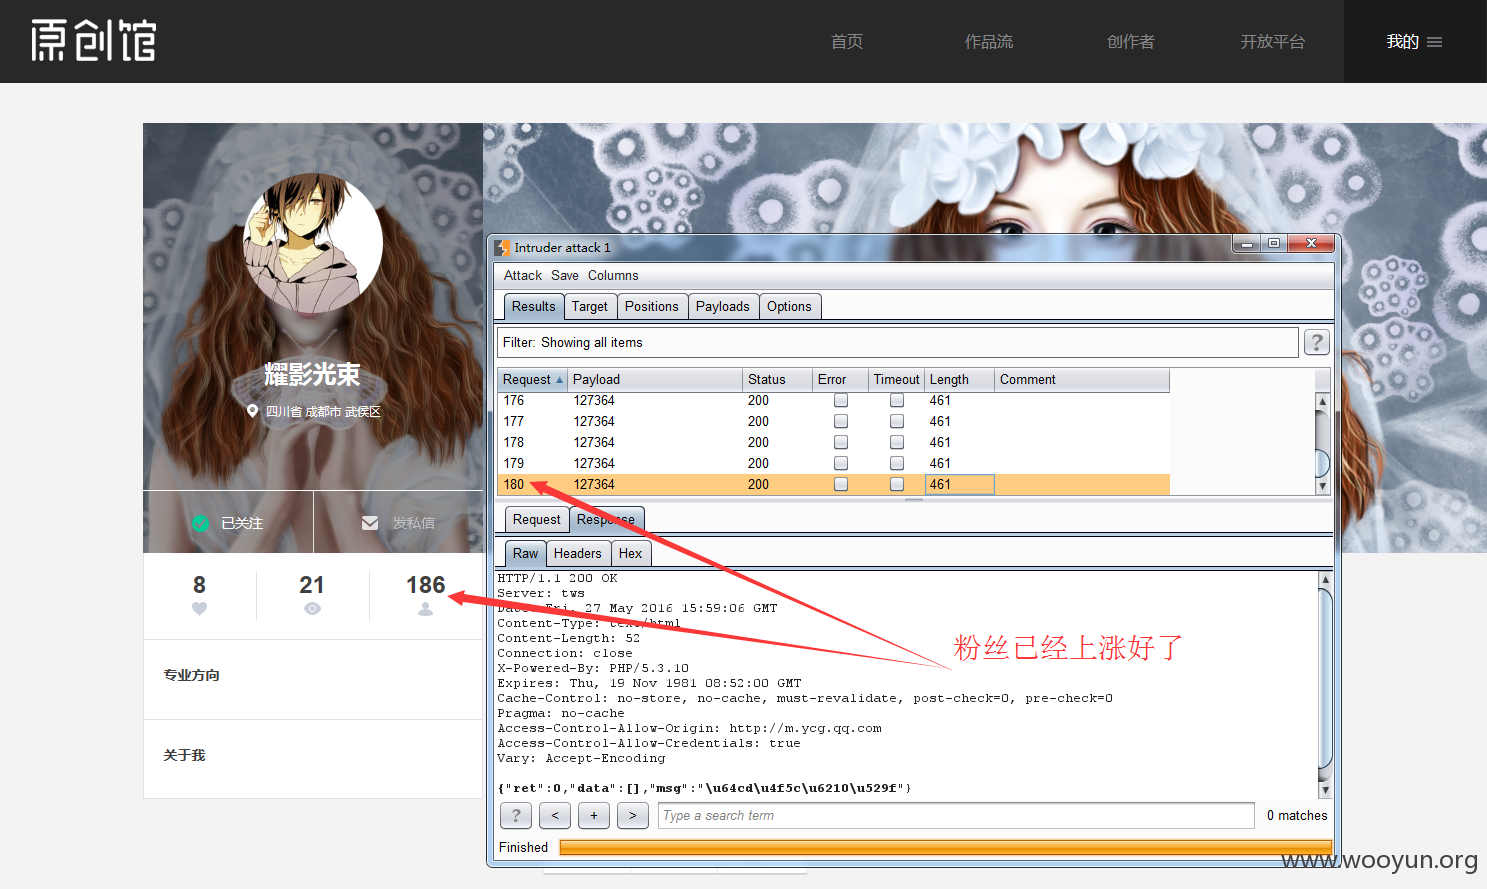 原创馆
首页 作品流 创作者 开放平台 我的
耀影光束
四川省 成都市 武侯区
已关注 发私信
8 21 186
专业方向
关于我
Intruder attack 1
Attack Save Columns
Results Target Positions Payloads Options
Filter: Showing all items ?
Request Payload Status Error Timeout Length Comment
176 127364 200 461
177 127364 200 461
178 127364 200 461
179 127364 200 461
180 127364 200 461
Request Response
Raw Headers Hex
HTTP/1.1 200 OK
Server: tws
Date: Fri, 27 May 2016 15:59:06 GMT
Content-Type: text/html
Content-Length: 52
Connection: close
X-Powered-By: PHP/5.3.10
Expires: Thu, 19 Nov 1981 08:52:00 GMT
Cache-Control: no-store, no-cache, must-revalidate, post-check=0, pre-check=0
Pragma: no-cache
Access-Control-Allow-Origin: http://m.ycg.qq.com
Access-Control-Allow-Credentials: true
Vary: Accept-Encoding
{"ret":0,"data":[],"msg":"\u64cd\u4f5c\u6210\u529f"}
粉丝已经上涨好了
? < + > Type a search term 0 matches
Finished
www.wooyun.org